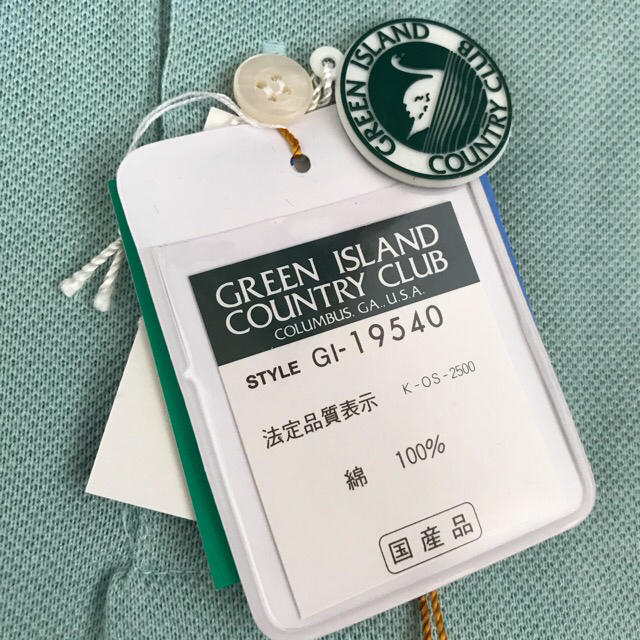 GREEN ISLAND COUNTRY CLUB
GREEN ISLAND
COUNTRY CLUB
COLUMBUS, GA., U.S.A.
STYLE GI-19540
法定品質表示 K-OS-2500
綿 100%
国産品